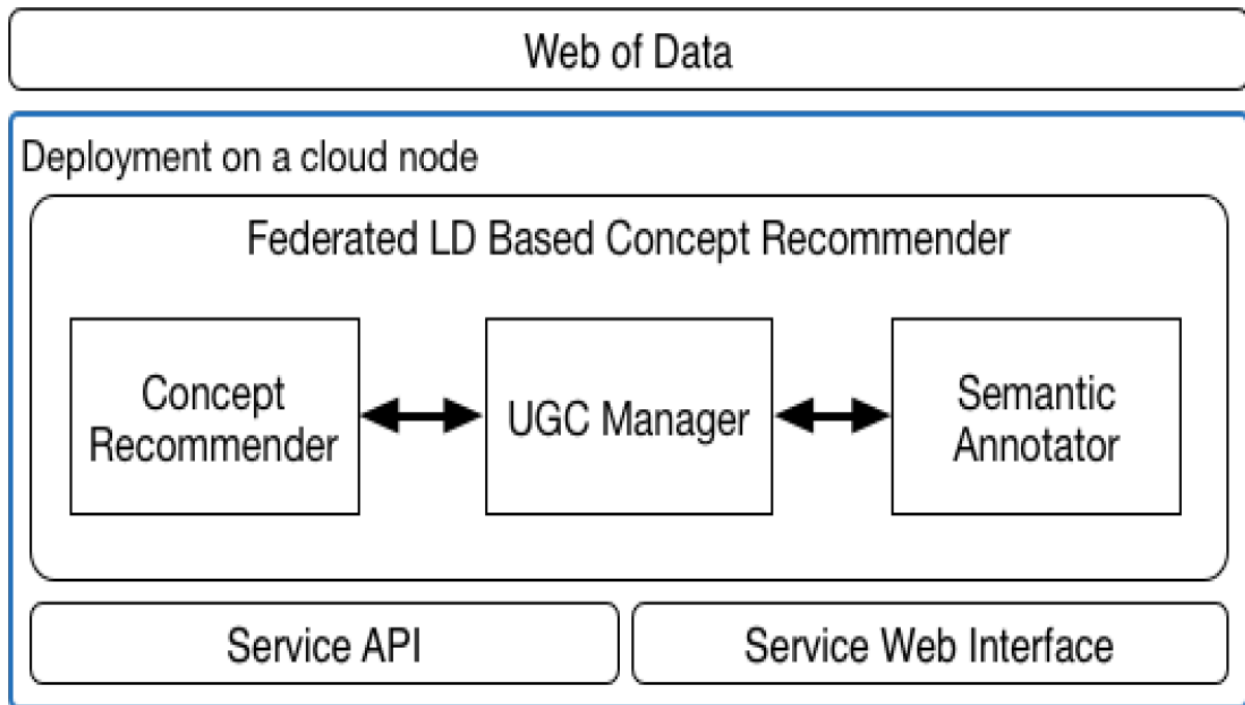 Web of Data
Deployment on a cloud node
Federated LD Based Concept Recommender
Concept
Recommender
UGC Manager
Semantic
Annotator
Service API
Service Web Interface